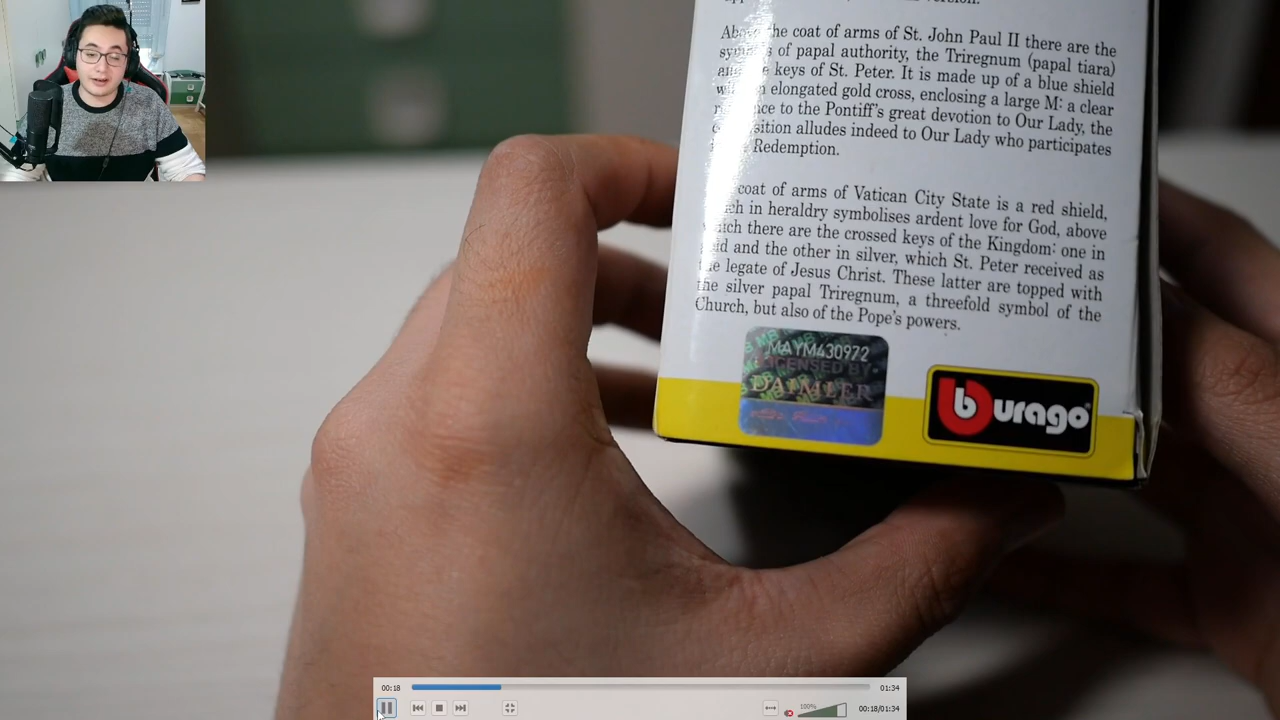 version.
Above the coat of arms of St. John Paul II there are the
of papal authority, the Triregnum (papal tiara)
keys of St. Peter. It is made up of a blue shield
elongated gold cross, enclosing a large M: a clear
to the Pontiff's great devotion to Our Lady, the
alludes indeed to Our Lady who participates
Redemption.
coat of arms of Vatican City State is a red shield,
in heraldry symbolises ardent love for God, above
which there are the crossed keys of the Kingdom: one in
and the other in silver, which St. Peter received as
the legate of Jesus Christ. These latter are topped with
the silver papal Triregnum, a threefold symbol of the
Church, but also of the Pope's powers.
MAYM430972
LICENSED BY
DAIMLER
burago
00:18
01:34
100%
00:18/01:34